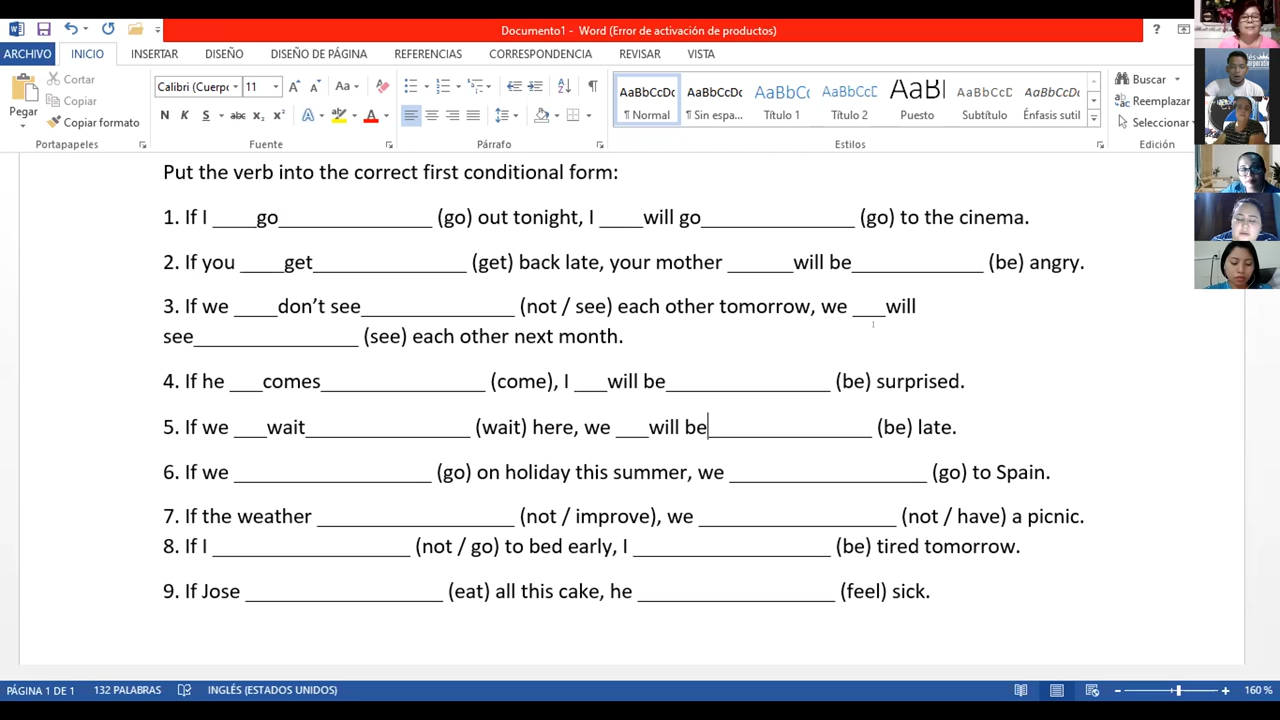 Documento1 - Word (Error de activación de productos)
?
ARCHIVO INICIO INSERTAR DISEÑO DISEÑO DE PÁGINA REFERENCIAS CORRESPONDENCIA REVISAR VISTA
Pegar
Cortar
Copiar
Copiar formato
Portapapeles
Calibri (Cuerpo 11
N K S abc x₂ x² A A
Fuente
Párrafo
AaBbCcDc AaBbCcDc AaBbCc AaBbCcD AaBl AaBbCcD AaBbCcDc
¶ Normal ¶ Sin espa... Título 1 Título 2 Puesto Subtítulo Énfasis sutil
Estilos
Buscar
Reemplazar
Seleccionar
Edición
Put the verb into the correct first conditional form:
1. If I ____go______________ (go) out tonight, I ____will go______________ (go) to the cinema.
2. If you ____get______________ (get) back late, your mother ______will be____________ (be) angry.
3. If we ____don’t see______________ (not / see) each other tomorrow, we ___will
see_______________ (see) each other next month.
4. If he ___comes_______________ (come), I ___will be_______________ (be) surprised.
5. If we ___wait_______________ (wait) here, we ___will be_______________ (be) late.
6. If we __________________ (go) on holiday this summer, we __________________ (go) to Spain.
7. If the weather __________________ (not / improve), we __________________ (not / have) a picnic.
8. If I __________________ (not / go) to bed early, I __________________ (be) tired tomorrow.
9. If Jose __________________ (eat) all this cake, he __________________ (feel) sick.
PÁGINA 1 DE 1 132 PALABRAS INGLÉS (ESTADOS UNIDOS) 160 %